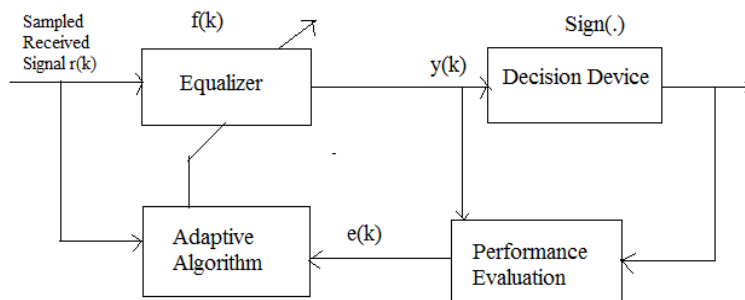 Sampled
Received
Signal r(k)
f(k)
Equalizer
y(k)
Sign(.)
Decision Device
Adaptive
Algorithm
e(k)
Performance
Evaluation